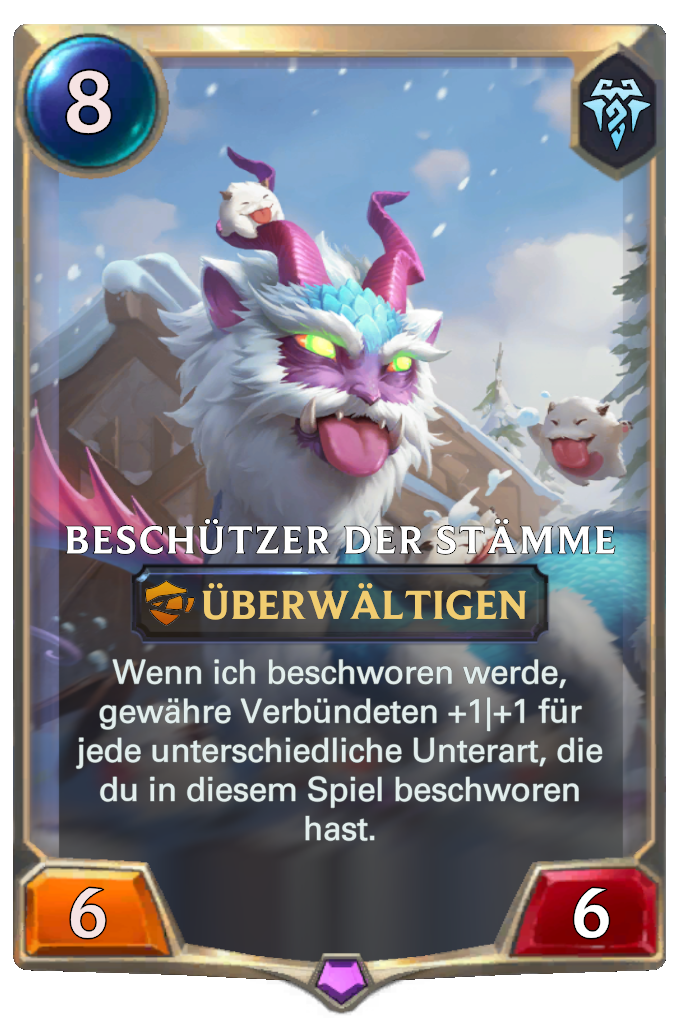 8
BESCHÜTZER DER STÄMME
ÜBERWÄLTIGEN
Wenn ich beschworen werde,
gewähre Verbündeten +1|+1 für
jede unterschiedliche Unterart, die
du in diesem Spiel beschworen
hast.
6
6